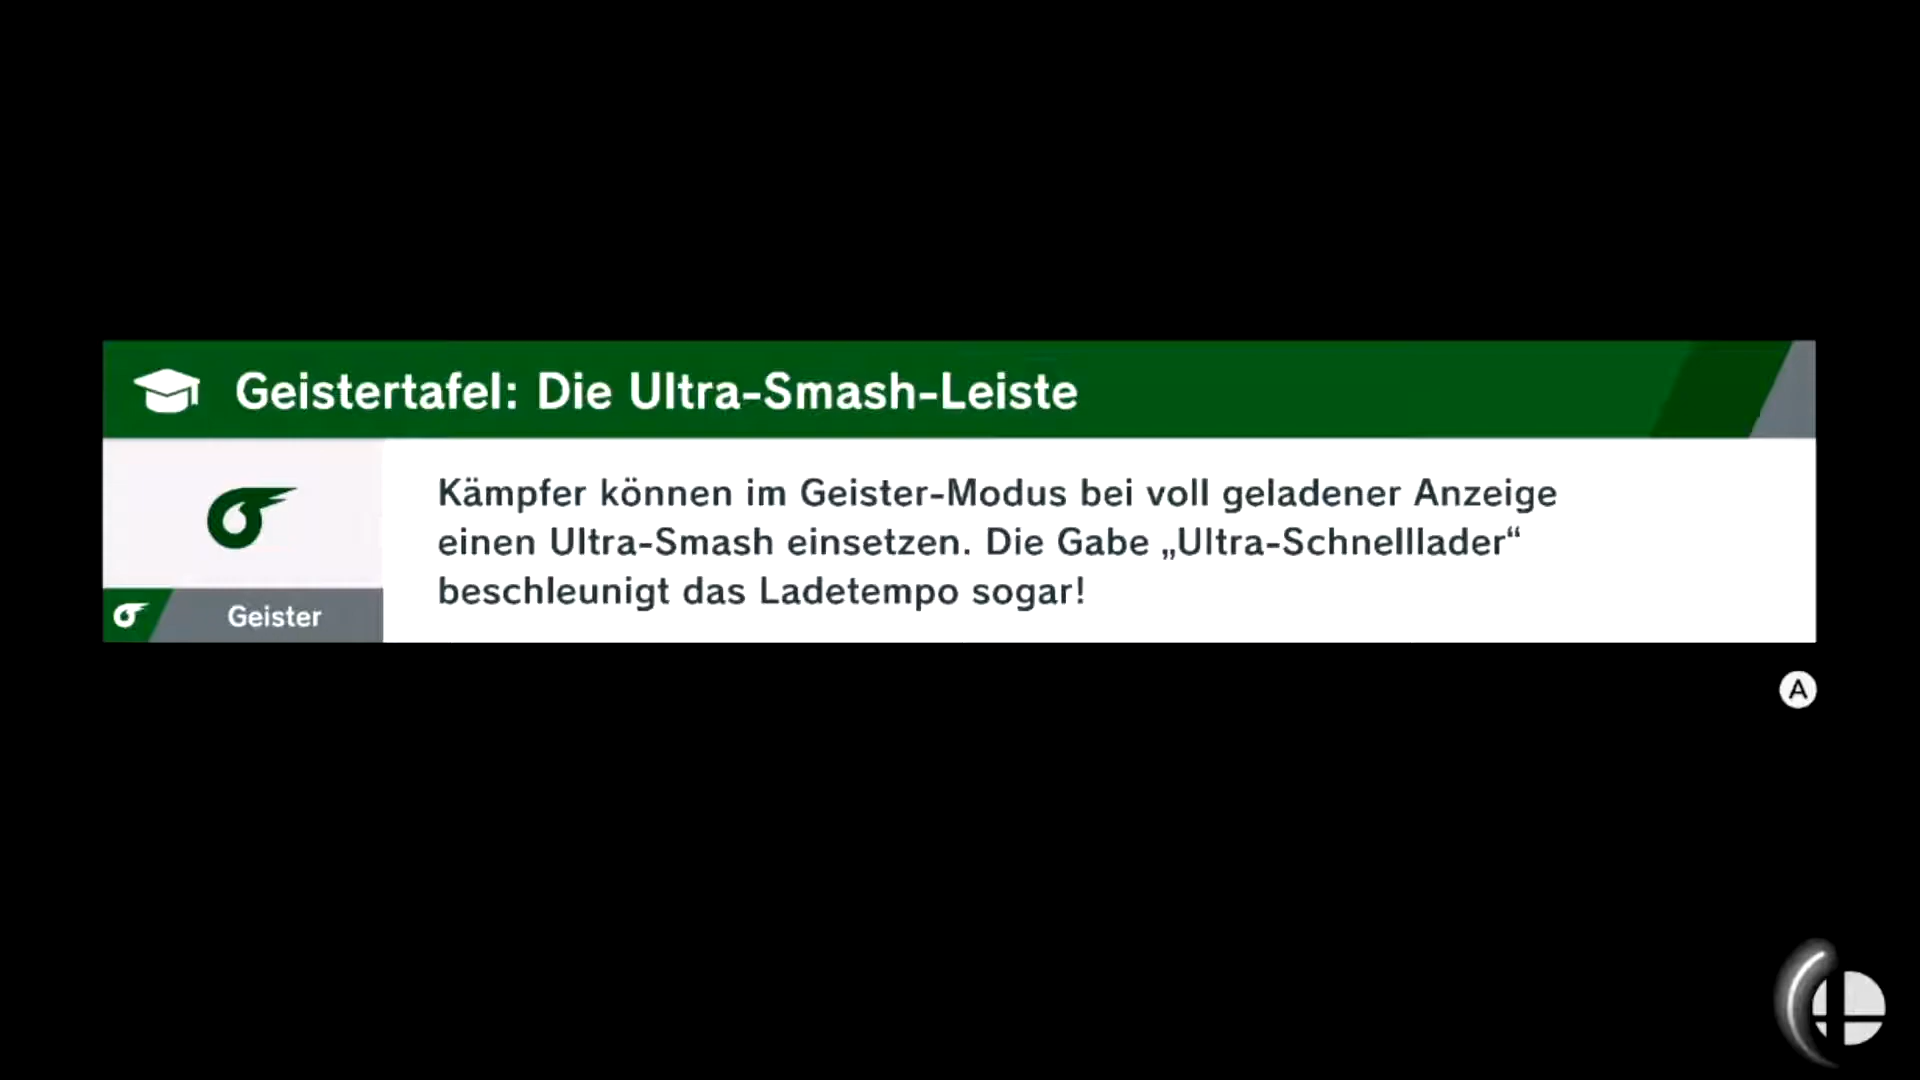 Geistertafel: Die Ultra-Smash-Leiste
Kämpfer können im Geister-Modus bei voll geladener Anzeige
einen Ultra-Smash einsetzen. Die Gabe „Ultra-Schnelllader“
beschleunigt das Ladetempo sogar!
Geister
A